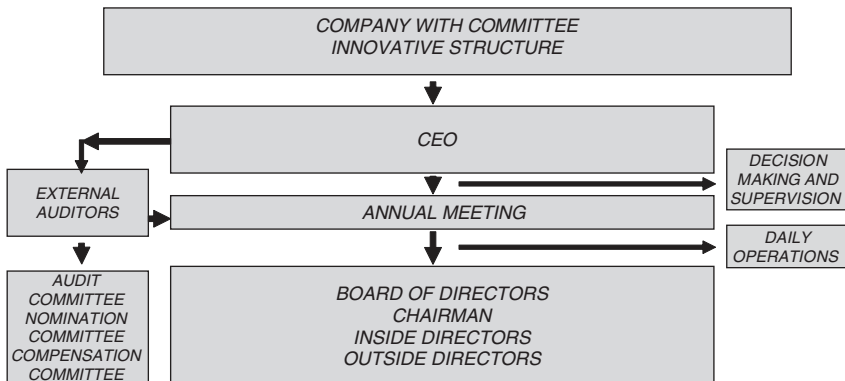 COMPANY WITH COMMITTEE
INNOVATIVE STRUCTURE
CEO
EXTERNAL
AUDITORS
DECISION
MAKING AND
SUPERVISION
ANNUAL MEETING
DAILY
OPERATIONS
AUDIT
COMMITTEE
NOMINATION
COMMITTEE
COMPENSATION
COMMITTEE
BOARD OF DIRECTORS
CHAIRMAN
INSIDE DIRECTORS
OUTSIDE DIRECTORS